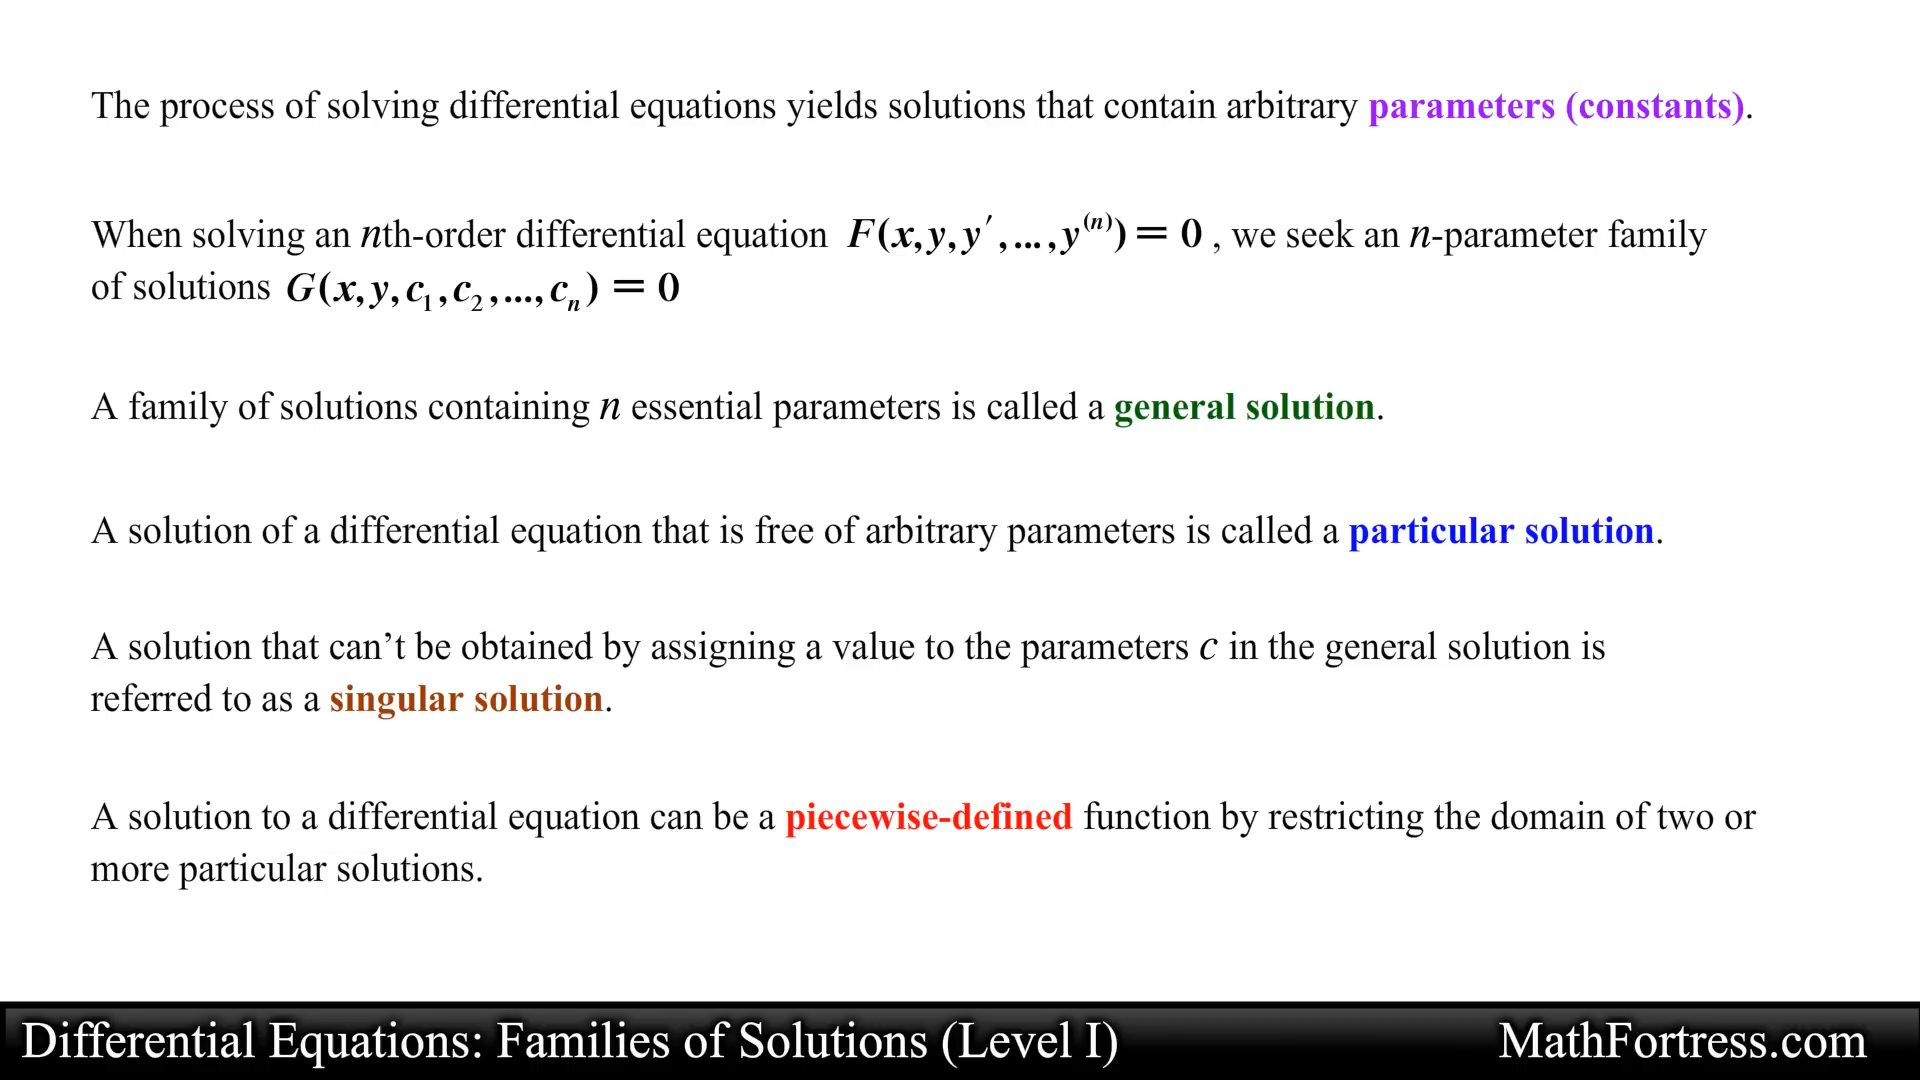 The process of solving differential equations yields solutions that contain arbitrary parameters (constants).
When solving an nth-order differential equation F(x, y, y′, ..., y⁽ⁿ⁾) = 0 , we seek an n-parameter family
of solutions G(x, y, c₁, c₂, ..., cₙ) = 0
A family of solutions containing n essential parameters is called a general solution.
A solution of a differential equation that is free of arbitrary parameters is called a particular solution.
A solution that can’t be obtained by assigning a value to the parameters c in the general solution is
referred to as a singular solution.
A solution to a differential equation can be a piecewise-defined function by restricting the domain of two or
more particular solutions.
Differential Equations: Families of Solutions (Level I)
MathFortress.com